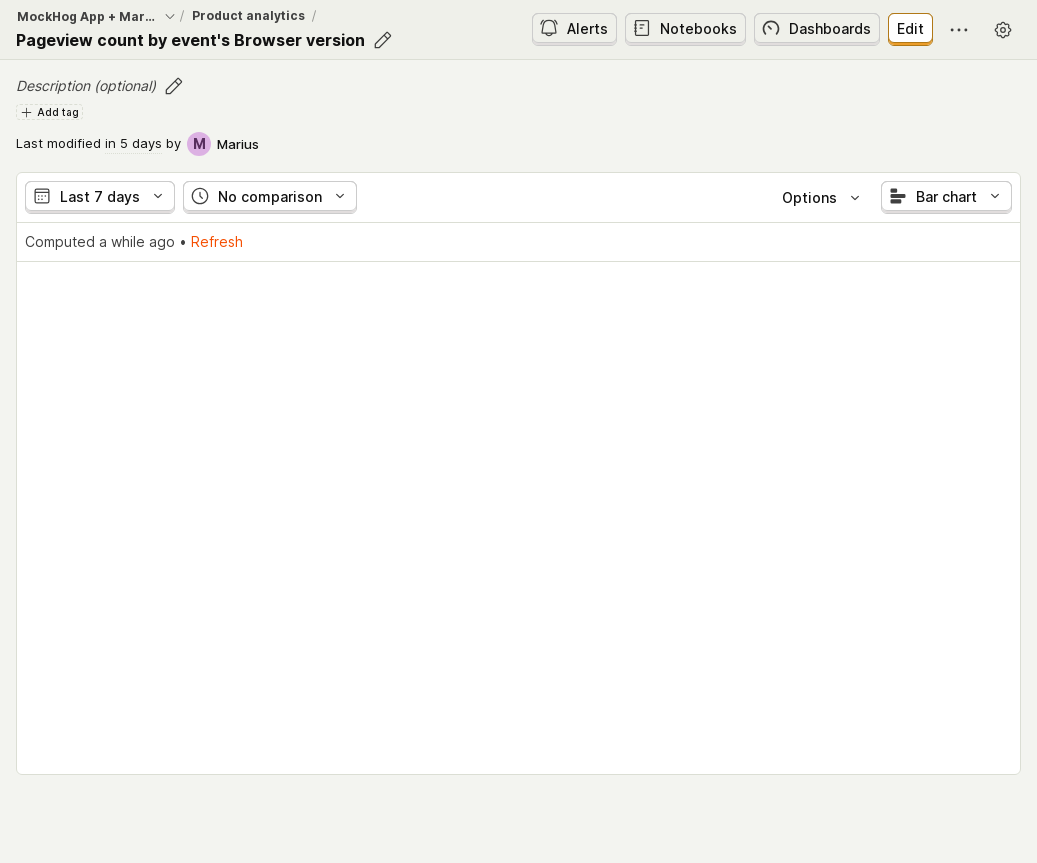 MockHog App + Mar... / Product analytics /
Pageview count by event's Browser version
Alerts
Notebooks
Dashboards
Edit
Description (optional)
Add tag
Last modified in 5 days by M Marius
Last 7 days
No comparison
Options
Bar chart
Computed a while ago • Refresh